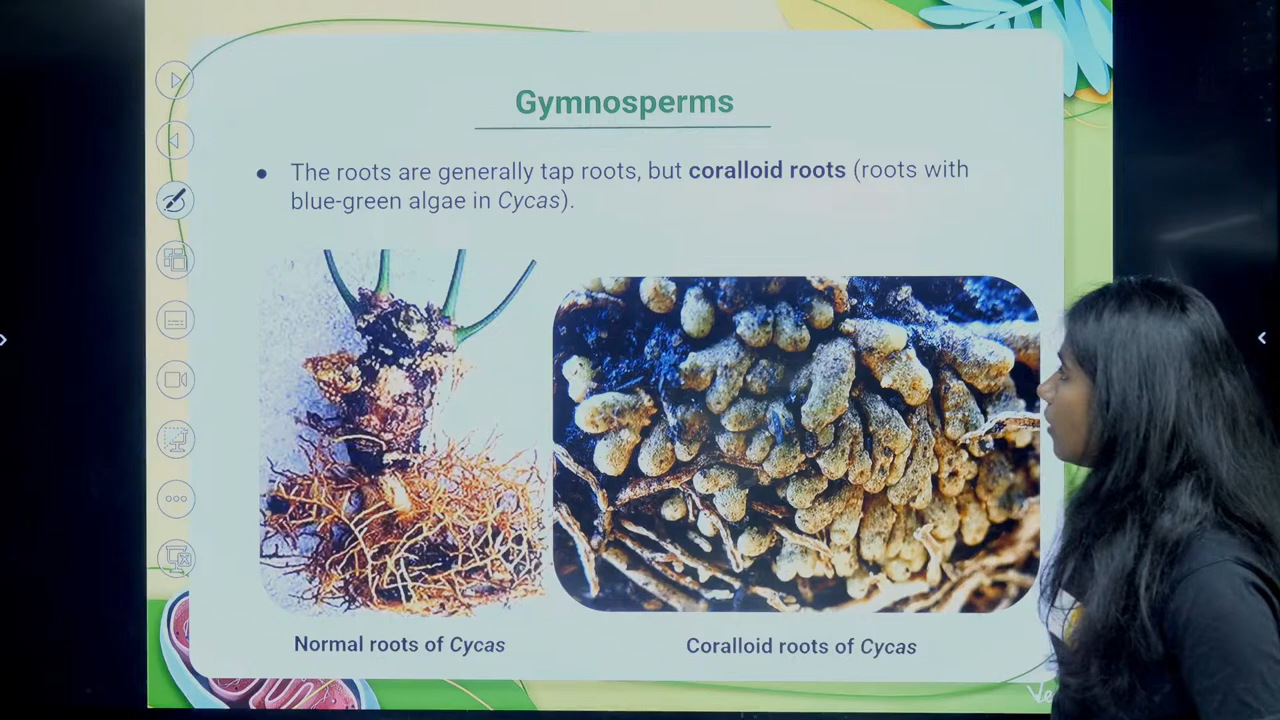 Gymnosperms
● The roots are generally tap roots, but coralloid roots (roots with
blue-green algae in Cycas).
Normal roots of Cycas
Coralloid roots of Cycas